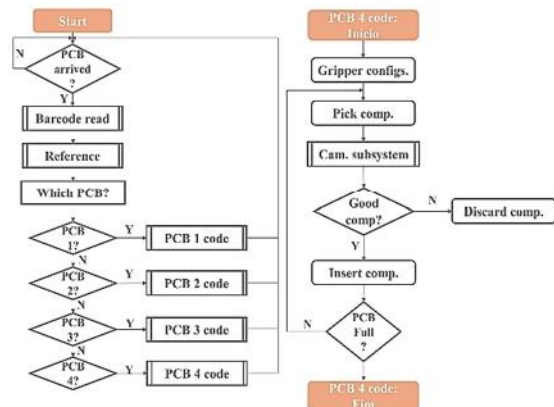 Start
N
PCB
arrived
?
Y
Barcode read
Reference
Which PCB?
PCB
1?
Y
PCB 1 code
N
PCB
2?
Y
PCB 2 code
N
PCB
3?
Y
PCB 3 code
N
PCB
4?
Y
PCB 4 code
PCB 4 code:
Inicio
Gripper configs.
Pick comp.
Cam. subsystem
Good
comp?
N
Discard comp.
Y
Insert comp.
N
PCB
Full
?
PCB 4 code:
Fim